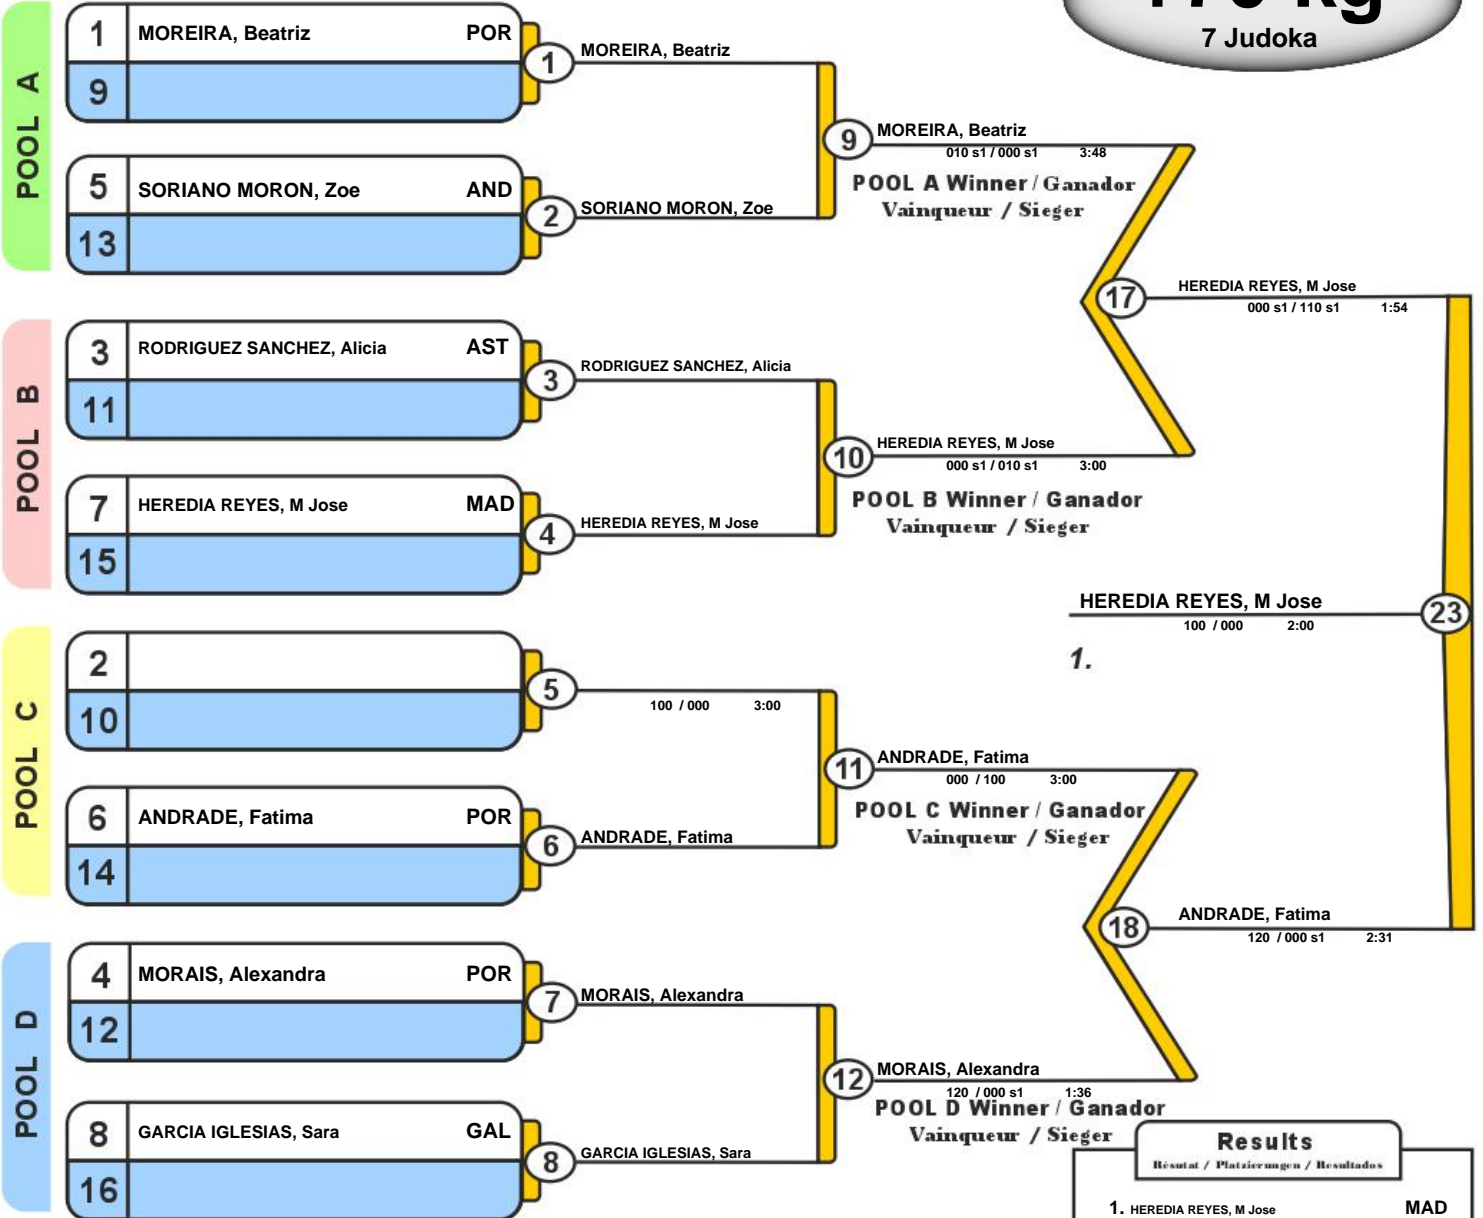 7 Judoka
POOL A
1 MOREIRA, Beatriz POR
9
1 MOREIRA, Beatriz
5 SORIANO MORON, Zoe AND
13
2 SORIANO MORON, Zoe
9 MOREIRA, Beatriz
010 s1 / 000 s1 3:48
POOL A Winner / Ganador
Vainqueur / Sieger
POOL B
3 RODRIGUEZ SANCHEZ, Alicia AST
11
3 RODRIGUEZ SANCHEZ, Alicia
7 HEREDIA REYES, M Jose MAD
15
4 HEREDIA REYES, M Jose
10 HEREDIA REYES, M Jose
000 s1 / 010 s1 3:00
POOL B Winner / Ganador
Vainqueur / Sieger
17 HEREDIA REYES, M Jose
000 s1 / 110 s1 1:54
POOL C
2
10
5
100 / 000 3:00
6 ANDRADE, Fatima POR
14
6 ANDRADE, Fatima
11 ANDRADE, Fatima
000 / 100 3:00
POOL C Winner / Ganador
Vainqueur / Sieger
POOL D
4 MORAIS, Alexandra POR
12
7 MORAIS, Alexandra
8 GARCIA IGLESIAS, Sara GAL
16
8 GARCIA IGLESIAS, Sara
12 MORAIS, Alexandra
120 / 000 s1 1:36
POOL D Winner / Ganador
Vainqueur / Sieger
18 ANDRADE, Fatima
120 / 000 s1 2:31
HEREDIA REYES, M Jose 23
100 / 000 2:00
1.
Results
Résutat / Platzierungen / Resultados
1. HEREDIA REYES, M Jose MAD